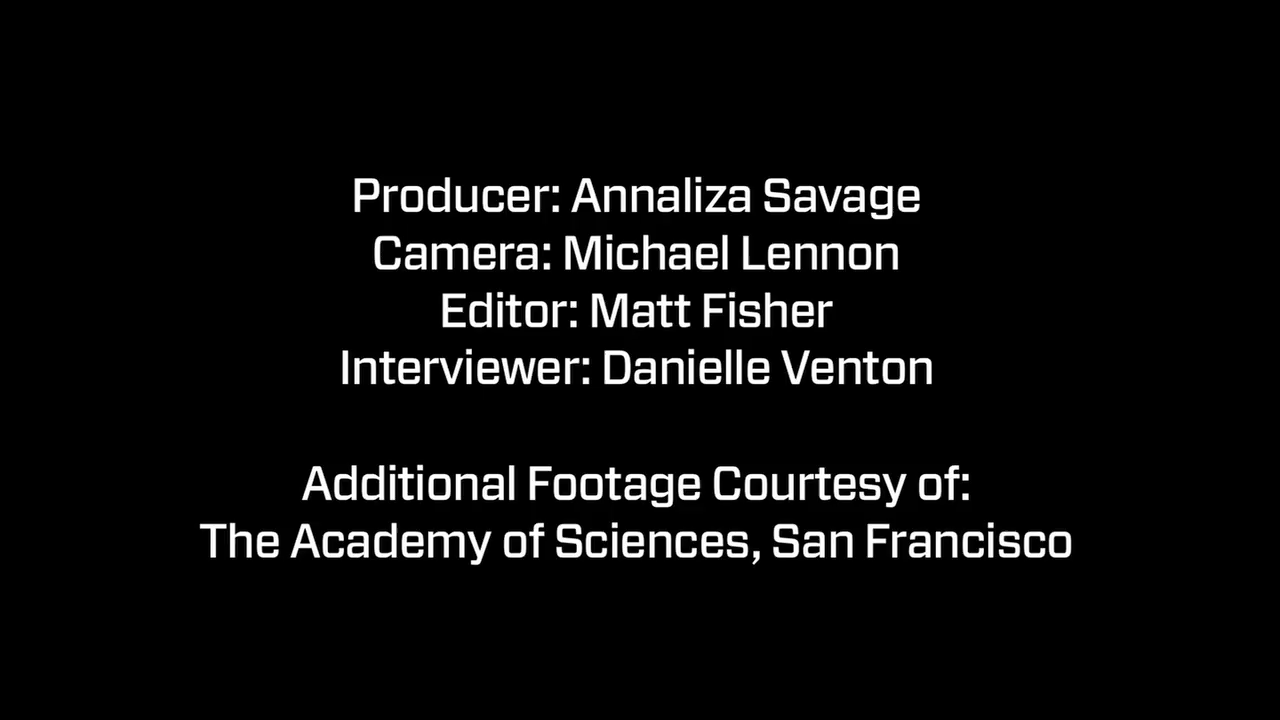 Producer: Annaliza Savage
Camera: Michael Lennon
Editor: Matt Fisher
Interviewer: Danielle Venton
Additional Footage Courtesy of:
The Academy of Sciences, San Francisco